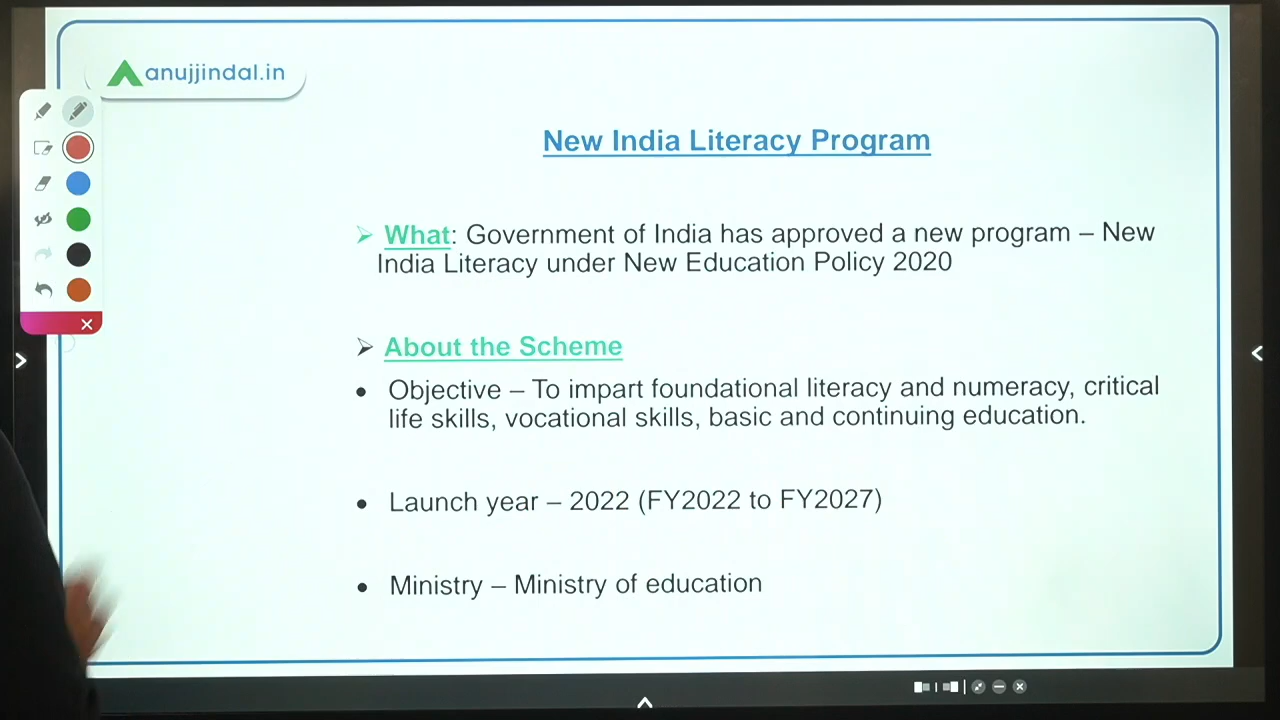 anujjindal.in
New India Literacy Program
What: Government of India has approved a new program – New
India Literacy under New Education Policy 2020
About the Scheme
Objective – To impart foundational literacy and numeracy, critical
life skills, vocational skills, basic and continuing education.
Launch year – 2022 (FY2022 to FY2027)
Ministry – Ministry of education